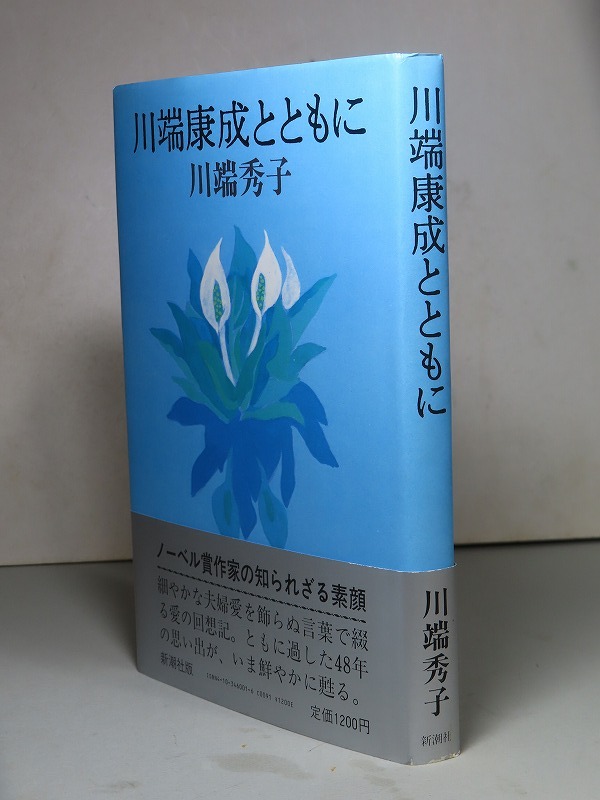 川端康成とともに
川端秀子
ノーベル賞作家の知られざる素顔
細やかな夫婦愛を飾らぬ言葉で綴
る愛の回想記。ともに過した48年
の思い出が、いま鮮やかに甦る。
新潮社版
定価1200円
川端康成とともに
川端秀子
新潮社